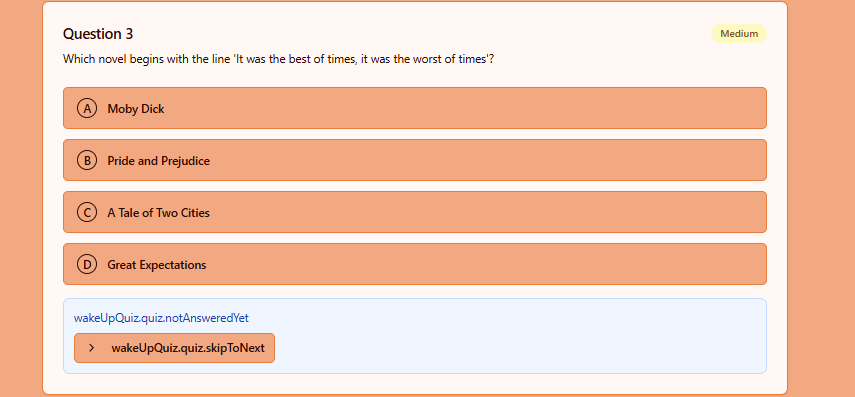 Question 3
Medium
Which novel begins with the line 'It was the best of times, it was the worst of times'?
A Moby Dick
B Pride and Prejudice
C A Tale of Two Cities
D Great Expectations
wakeUpQuiz.quiz.notAnsweredYet
wakeUpQuiz.quiz.skipToNext